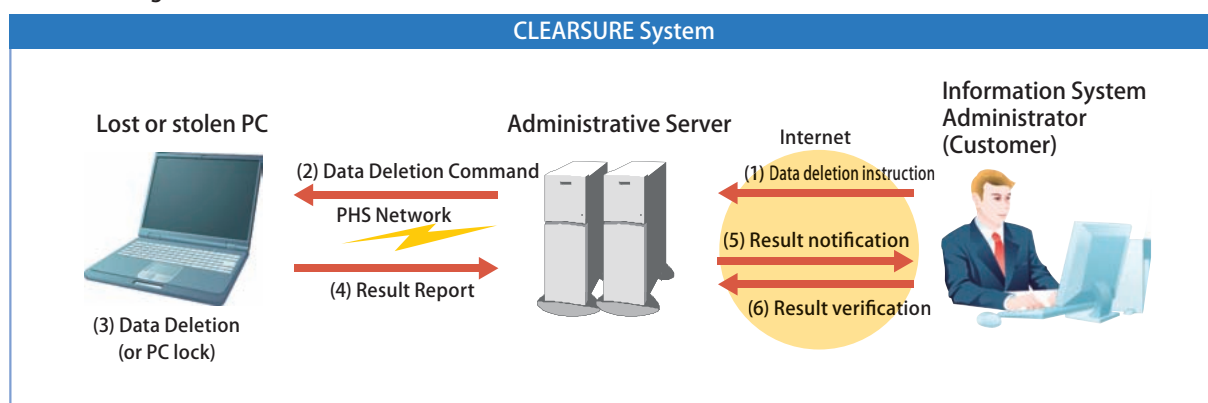 CLEARSURE System
Lost or stolen PC
Administrative Server
Information System
Administrator
(Customer)
Internet
(1) Data deletion instruction
(2) Data Deletion Command
PHS Network
(3) Data Deletion
(or PC lock)
(4) Result Report
(5) Result notification
(6) Result verification